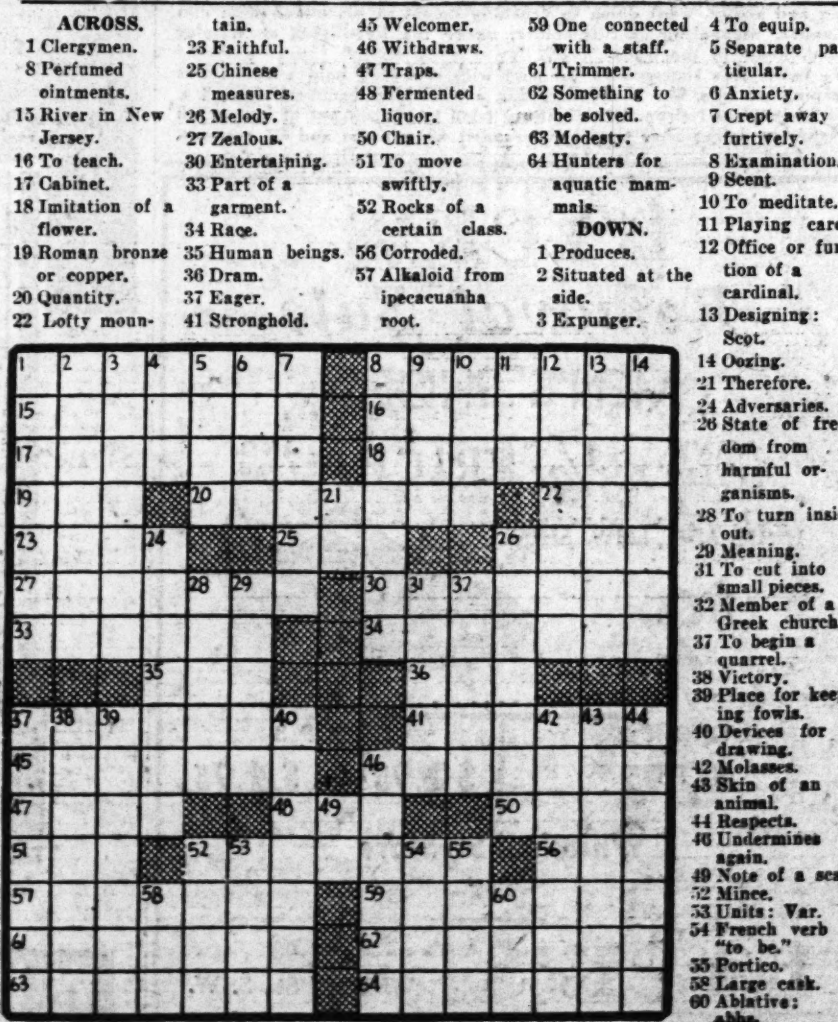 ACROSS.
1 Clergymen.
8 Perfumed
ointments.
15 River in New
Jersey.
16 To teach.
17 Cabinet.
18 Imitation of a
flower.
19 Roman bronze
or copper.
20 Quantity.
22 Lofty moun-
tain.
23 Faithful.
25 Chinese
measures.
26 Melody.
27 Zealous.
30 Entertaining.
33 Part of a
garment.
34 Race.
35 Human beings.
36 Dram.
37 Eager.
41 Stronghold.
45 Welcomer.
46 Withdraws.
47 Traps.
48 Fermented
liquor.
50 Chair.
51 To move
swiftly.
52 Rocks of a
certain class.
56 Corroded.
57 Alkaloid from
ipecacuanha
root.
59 One connected
with a staff.
61 Trimmer.
62 Something to
be solved.
63 Modesty.
64 Hunters for
aquatic mam-
mals.
DOWN.
1 Produces.
2 Situated at the
side.
3 Expunger.
4 To equip.
5 Separate pa
ticular.
6 Anxiety.
7 Crept away
furtively.
8 Examination.
9 Scent.
10 To meditate.
11 Playing car
12 Office or fun
tion of a
cardinal.
13 Designing:
Scot.
14 Oozing.
21 Therefore.
24 Adversaries.
26 State of fre
dom from
harmful or-
ganisms.
28 To turn insi
out.
29 Meaning.
31 To cut into
small pieces.
32 Member of a
Greek church
37 To begin a
quarrel.
38 Victory.
39 Place for kee
ing fowls.
40 Devices for
drawing.
42 Molasses.
43 Skin of an
animal.
44 Respects.
46 Undermines
again.
49 Note of a sca
52 Mince.
53 Units: Var.
54 French verb
"to be."
55 Portico.
58 Large cask.
60 Ablative:
abbr.
1 2 3 4 5 6 7 8 9 10 11 12 13 14
15 16
17 18
19 20 21 22
23 24 25 26
27 28 29 30 31 32
33 34
35 36
37 38 39 40 41 42 43 44
45 46
47 48 49 50
51 52 53 54 55 56
57 58 59 60
61 62
63 64